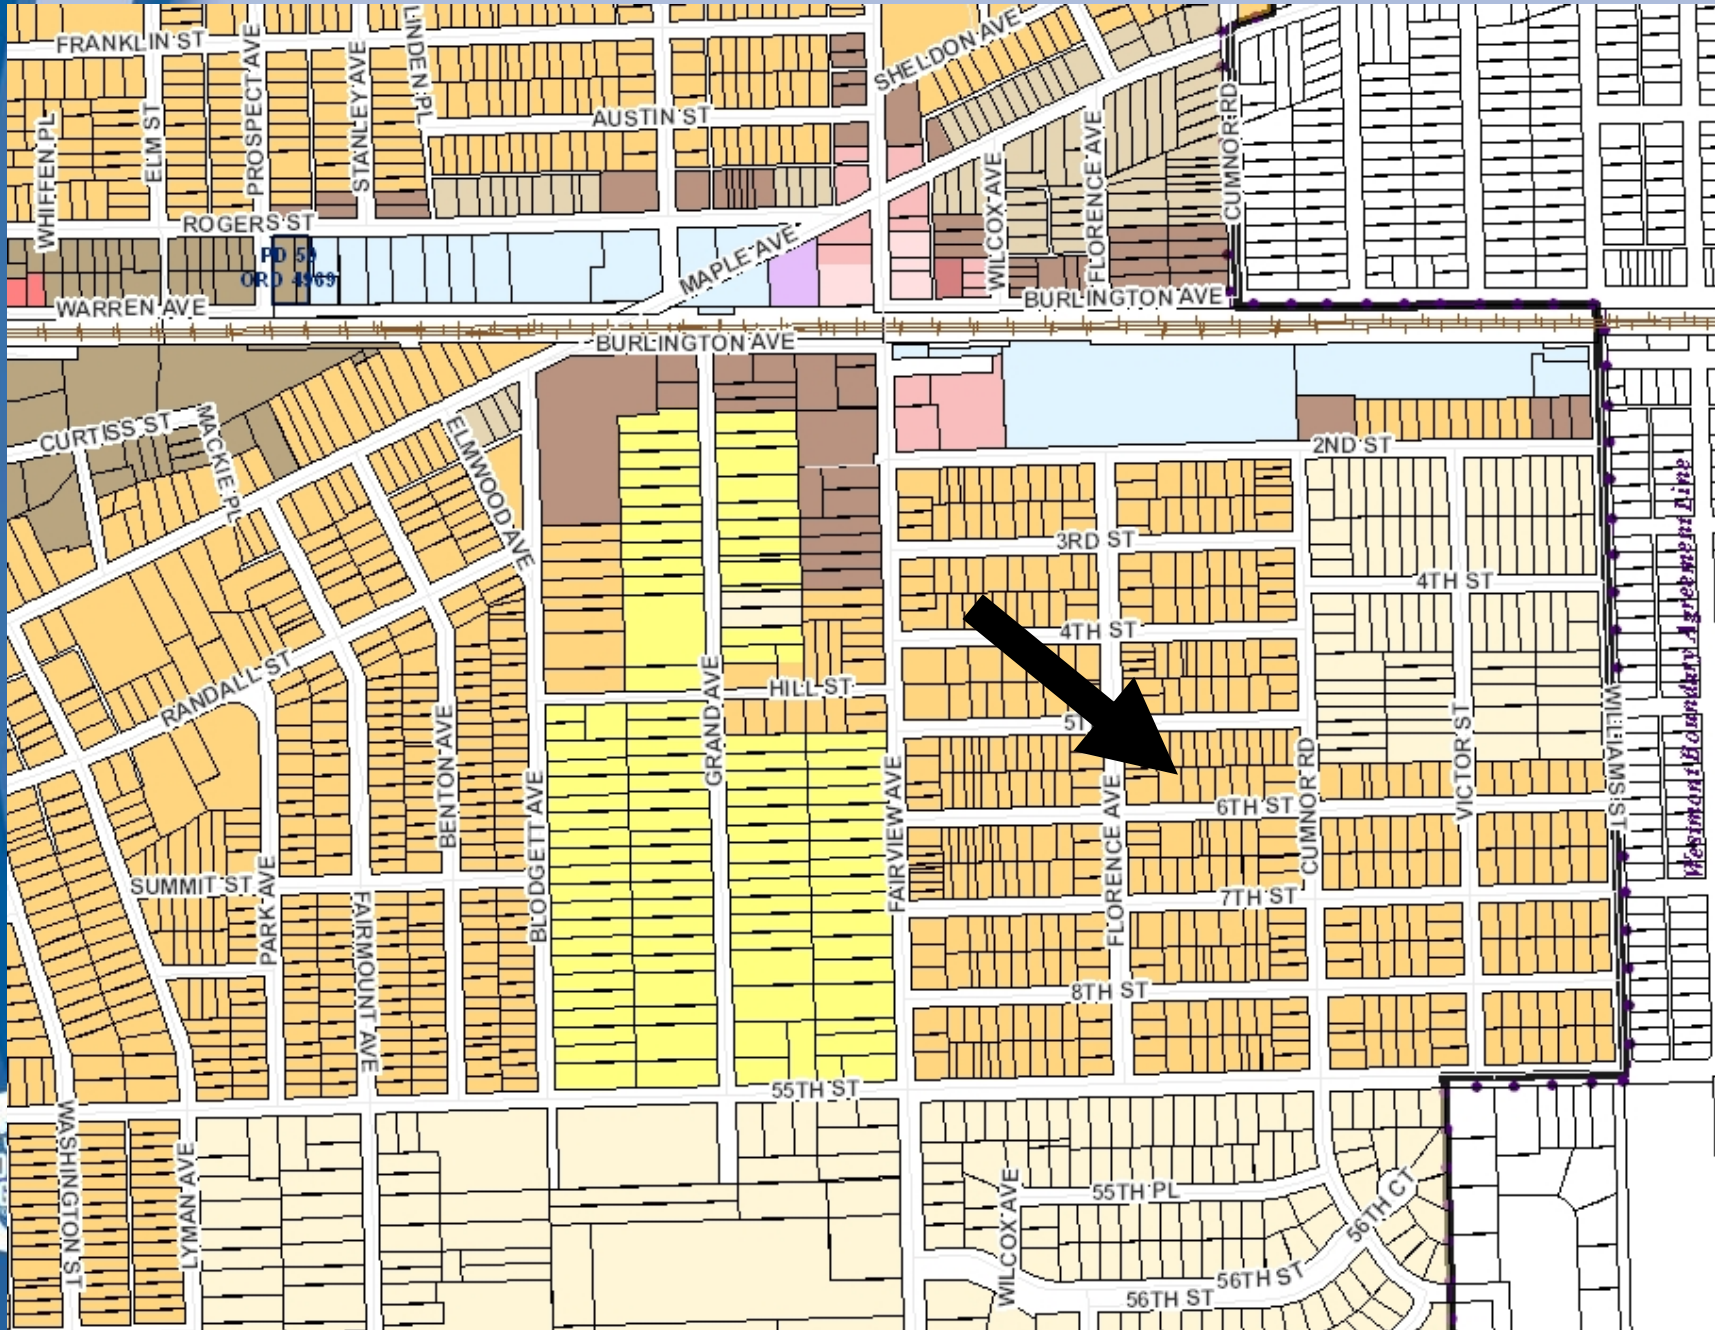 FRANKLIN ST
WHIFFEN PL
ELM ST
PROSPECT AVE
STANLEY AVE
LINDEN PL
AUSTIN ST
SHELDON AVE
WILCOX AVE
FLORENCE AVE
CUMNOR RD
ROGERS ST
PD 50
ORD 4969
MAPLE AVE
WARREN AVE
BURLINGTON AVE
BURLINGTON AVE
CURTISS ST
MACKIE PL
ELMWOOD AVE
2ND ST
3RD ST
4TH ST
4TH ST
Westmont Boundary Agreement Line
RANDALL ST
HILL ST
5T
GRAND AVE
BENTON AVE
BLODGETT AVE
FAIRVIEW AVE
FLORENCE AVE
CUMNOR RD
VICTOR ST
WILLIAMS ST
6TH ST
SUMMIT ST
PARK AVE
FAIRMOUNT AVE
7TH ST
8TH ST
55TH ST
WASHINGTON ST
LYMAN AVE
WILCOX AVE
55TH PL
56TH CT
56TH ST
56TH ST